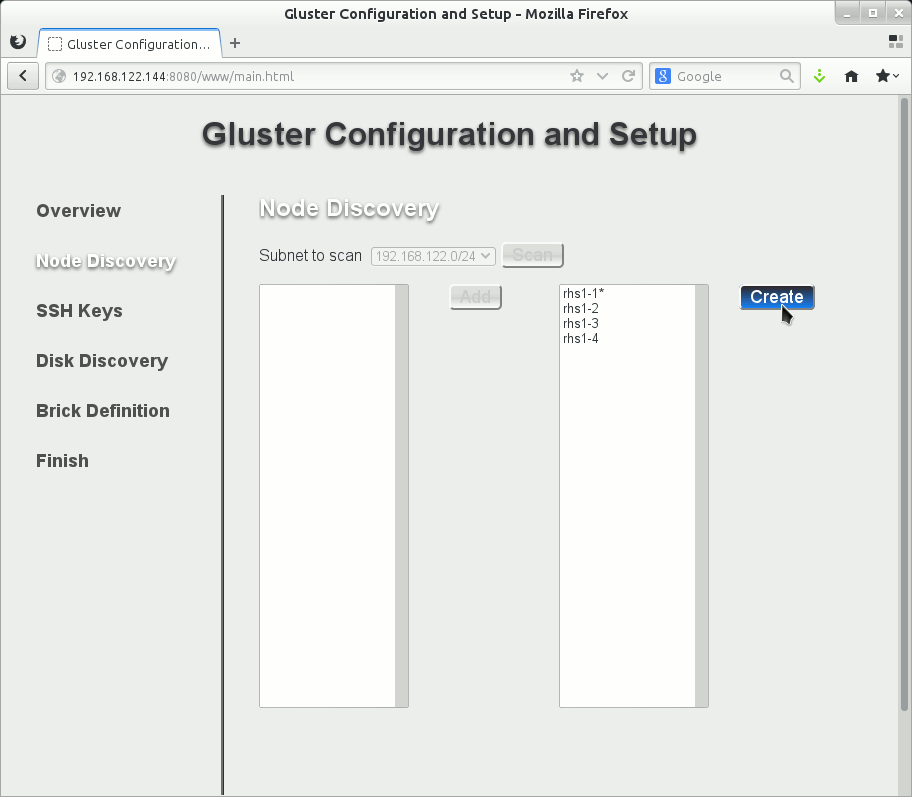 Gluster Configuration and Setup - Mozilla Firefox
Gluster Configuration...
192.168.122.144:8080/www/main.html
Google
Gluster Configuration and Setup
Overview
Node Discovery
SSH Keys
Disk Discovery
Brick Definition
Finish
Node Discovery
Subnet to scan 192.168.122.0/24 Scan
Add
rhs1-1*
rhs1-2
rhs1-3
rhs1-4
Create